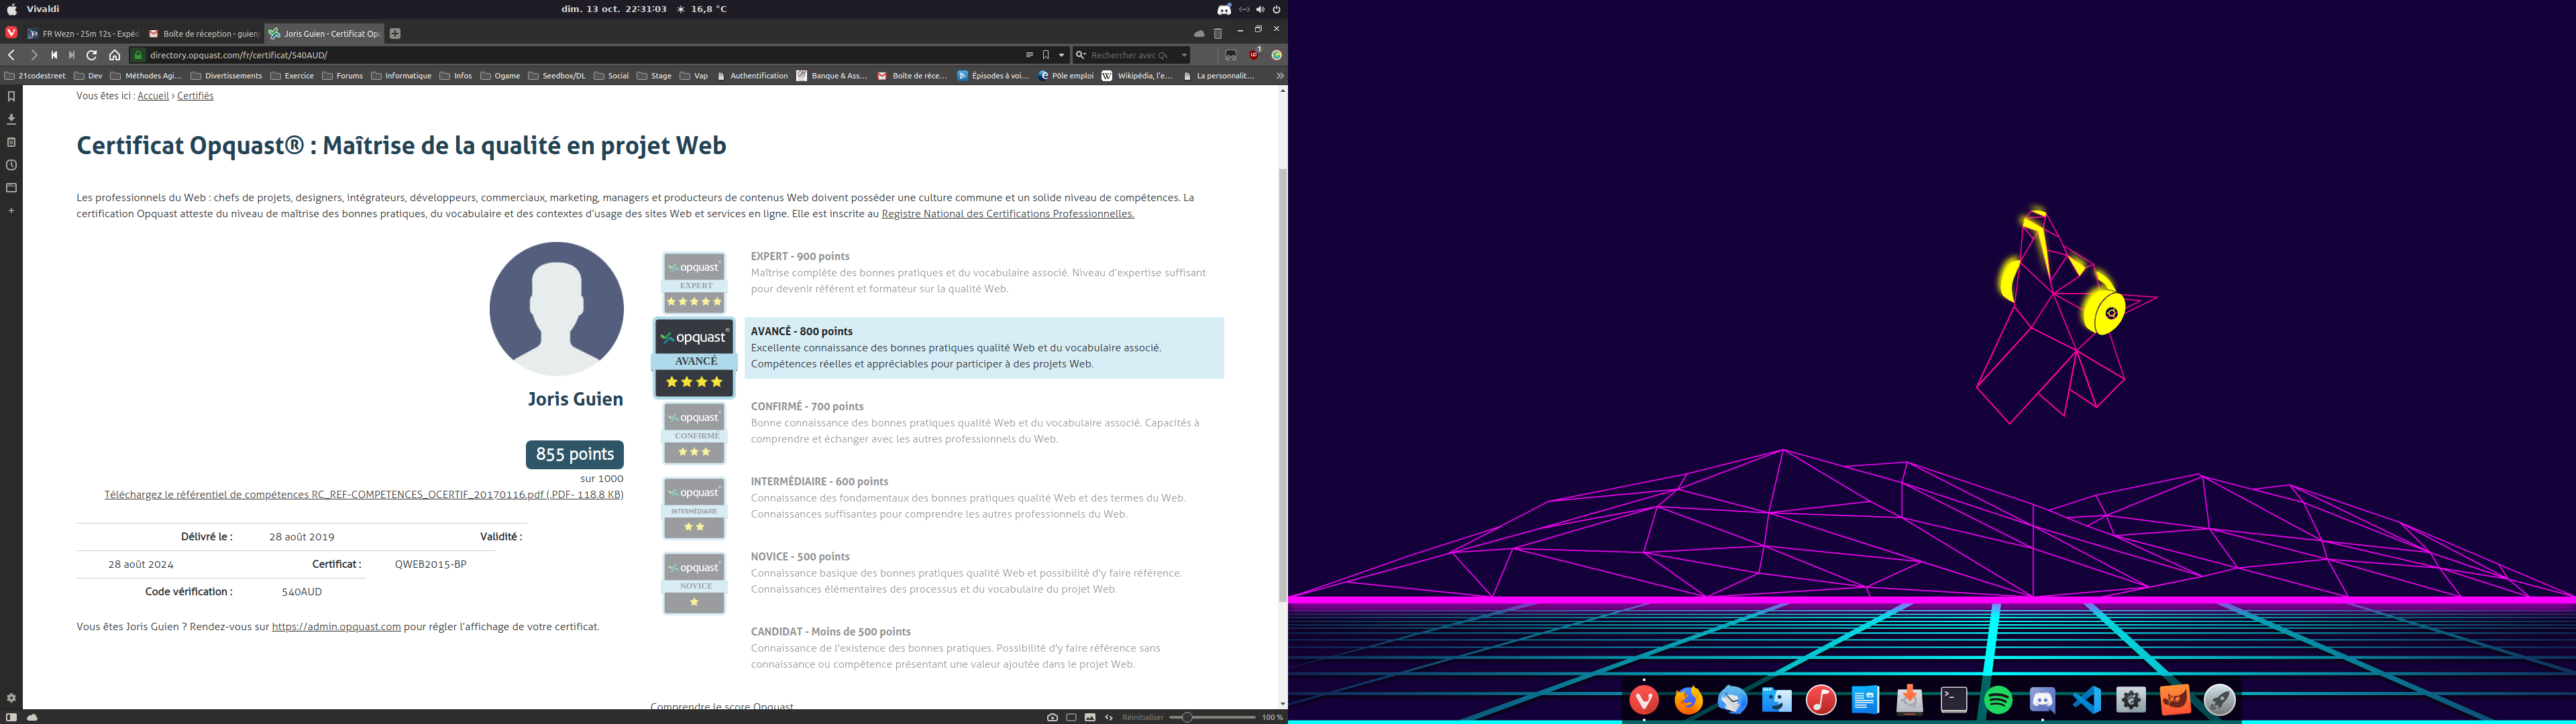 Vivaldi
dim. 13 oct. 22:31:03 16,8 °C
FR Wezn - 25m 12s - Expéd
Boîte de réception - guien
Joris Guien - Certificat Opq
directory.opquast.com/fr/certificat/540AUD/
Rechercher avec Qw
1
21codestreet Dev Méthodes Agi... Divertissements Exercice Forums Informatique Infos Ogame Seedbox/DL Social Stage Vap Authentification Banque & Ass... Boîte de réce... Épisodes à voi... Pôle emploi Wikipédia, l'e... La personnalit...
Vous êtes ici : Accueil › Certifiés
Certificat Opquast® : Maîtrise de la qualité en projet Web
Les professionnels du Web : chefs de projets, designers, intégrateurs, développeurs, commerciaux, marketing, managers et producteurs de contenus Web doivent posséder une culture commune et un solide niveau de compétences. La
certification Opquast atteste du niveau de maîtrise des bonnes pratiques, du vocabulaire et des contextes d'usage des sites Web et services en ligne. Elle est inscrite au Registre National des Certifications Professionnelles.
Joris Guien
855 points
sur 1000
Téléchargez le référentiel de compétences RC_REF-COMPETENCES_OCERTIF_20170116.pdf (.PDF- 118.8 KB)
Délivré le : 28 août 2019 Validité :
28 août 2024 Certificat : QWEB2015-BP
Code vérification : 540AUD
Vous êtes Joris Guien ? Rendez-vous sur https://admin.opquast.com pour régler l'affichage de votre certificat.
opquast®
EXPERT
EXPERT - 900 points
Maîtrise complète des bonnes pratiques et du vocabulaire associé. Niveau d'expertise suffisant
pour devenir référent et formateur sur la qualité Web.
opquast®
AVANCÉ
AVANCÉ - 800 points
Excellente connaissance des bonnes pratiques qualité Web et du vocabulaire associé.
Compétences réelles et appréciables pour participer à des projets Web.
opquast®
CONFIRMÉ
CONFIRMÉ - 700 points
Bonne connaissance des bonnes pratiques qualité Web et du vocabulaire associé. Capacités à
comprendre et échanger avec les autres professionnels du Web.
opquast®
INTERMÉDIAIRE
INTERMÉDIAIRE - 600 points
Connaissance des fondamentaux des bonnes pratiques qualité Web et des termes du Web.
Connaissances suffisantes pour comprendre les autres professionnels du Web.
opquast®
NOVICE
NOVICE - 500 points
Connaissance basique des bonnes pratiques qualité Web et possibilité d'y faire référence.
Connaissances élémentaires des processus et du vocabulaire du projet Web.
CANDIDAT - Moins de 500 points
Connaissance de l'existence des bonnes pratiques. Possibilité d'y faire référence sans
connaissance ou compétence présentant une valeur ajoutée dans le projet Web.
Comprendre le score Opquast
Réinitialiser 100 %